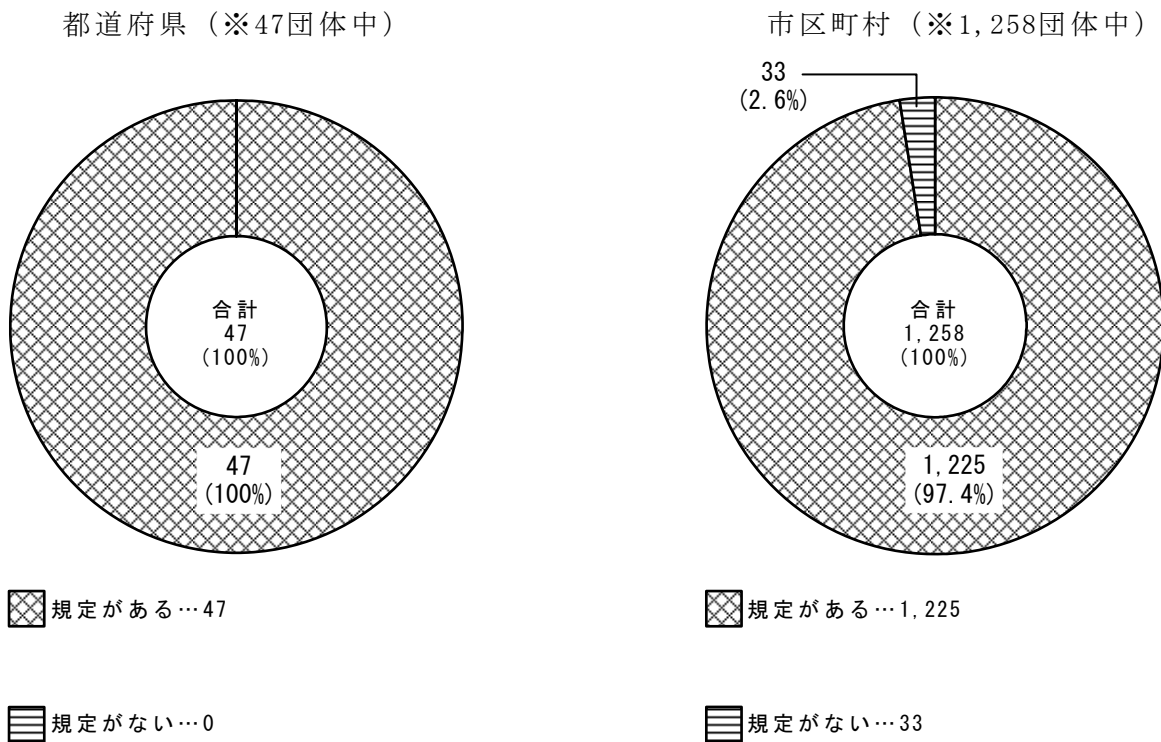 都道府県（※47団体中）
47
(100%)
合計
47
(100%)
規定がある…47
規定がない…0
市区町村（※1,258団体中）
33
(2.6%)
合計
1,258
(100%)
1,225
(97.4%)
規定がある…1,225
規定がない…33